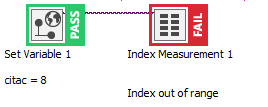 PASS
FAIL
Set Variable 1
Index Measurement 1
citac = 8
Index out of range